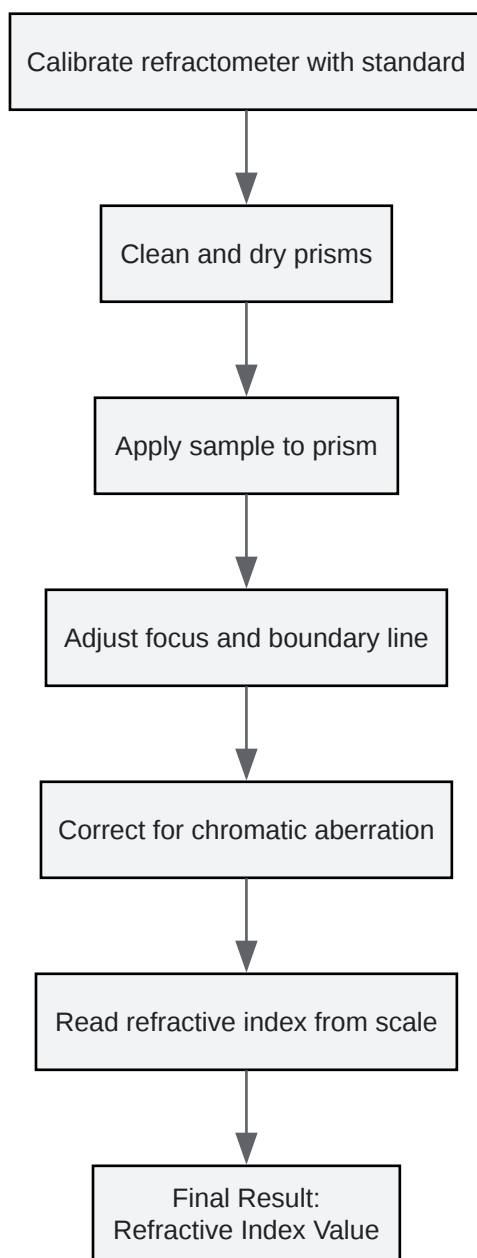 Calibrate refractometer with standard
Clean and dry prisms
Apply sample to prism
Adjust focus and boundary line
Correct for chromatic aberration
Read refractive index from scale
Final Result:
Refractive Index Value